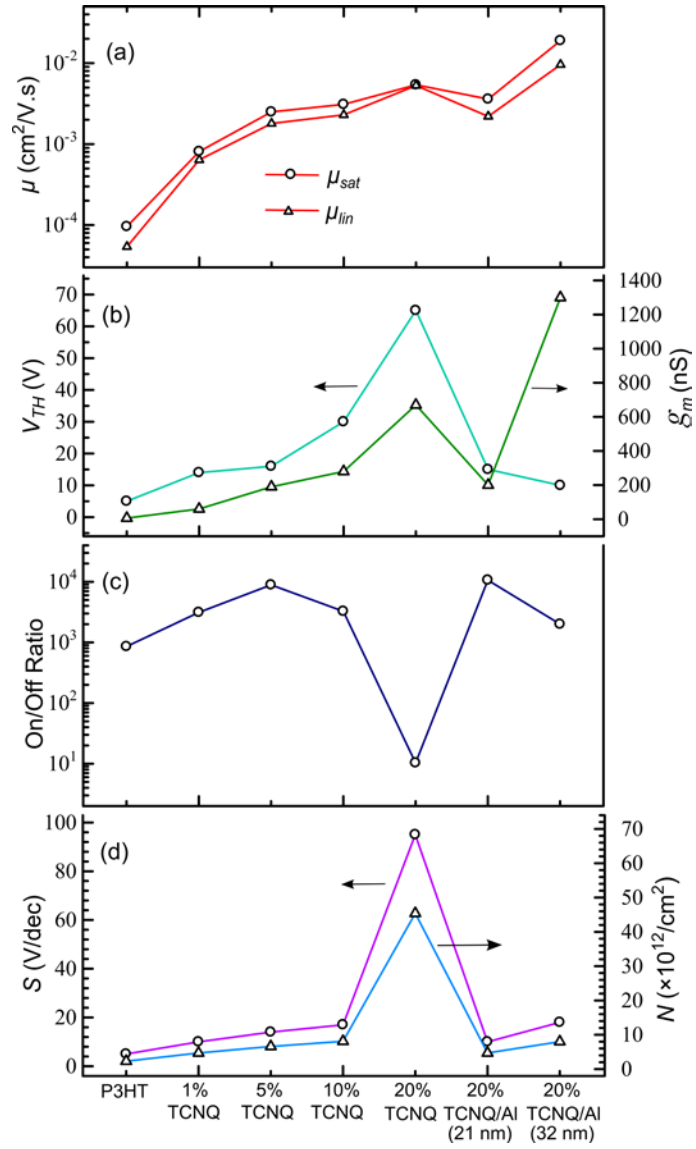 (a)
10⁻²
10⁻³
10⁻⁴
μ (cm²/V.s)
μsat
μlin
(b)
70
60
50
40
30
20
10
0
VTH (V)
1400
1200
1000
800
600
400
200
0
gm (nS)
(c)
10⁴
10³
10²
10¹
On/Off Ratio
(d)
100
80
60
40
20
0
S (V/dec)
70
60
50
40
30
20
10
0
N (×10¹²/cm²)
P3HT
1%
TCNQ
5%
TCNQ
10%
TCNQ
20%
TCNQ
20%
TCNQ/Al
(21 nm)
20%
TCNQ/Al
(32 nm)